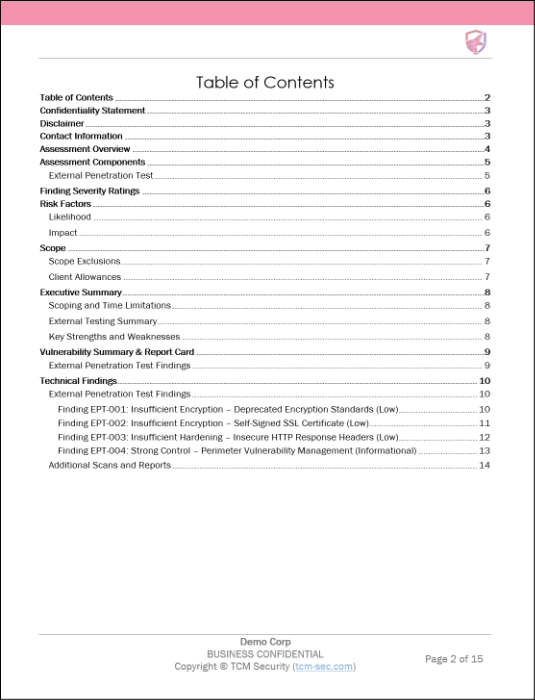 Table of Contents
Table of Contents 2
Confidentiality Statement 3
Disclaimer 3
Contact Information 3
Assessment Overview 4
Assessment Components 5
External Penetration Test 5
Finding Severity Ratings 6
Risk Factors 6
Likelihood 6
Impact 6
Scope 7
Scope Exclusions 7
Client Allowances 7
Executive Summary 8
Scoping and Time Limitations 8
External Testing Summary 8
Key Strengths and Weaknesses 8
Vulnerability Summary & Report Card 9
External Penetration Test Findings 9
Technical Findings 10
External Penetration Test Findings 10
Finding EPT-001: Insufficient Encryption – Deprecated Encryption Standards (Low) 10
Finding EPT-002: Insufficient Encryption – Self-Signed SSL Certificate (Low) 11
Finding EPT-003: Insufficient Hardening – Insecure HTTP Response Headers (Low) 12
Finding EPT-004: Strong Control – Perimeter Vulnerability Management (Informational) 13
Additional Scans and Reports 14
Demo Corp
BUSINESS CONFIDENTIAL
Copyright © TCM Security (tcm-sec.com)
Page 2 of 15